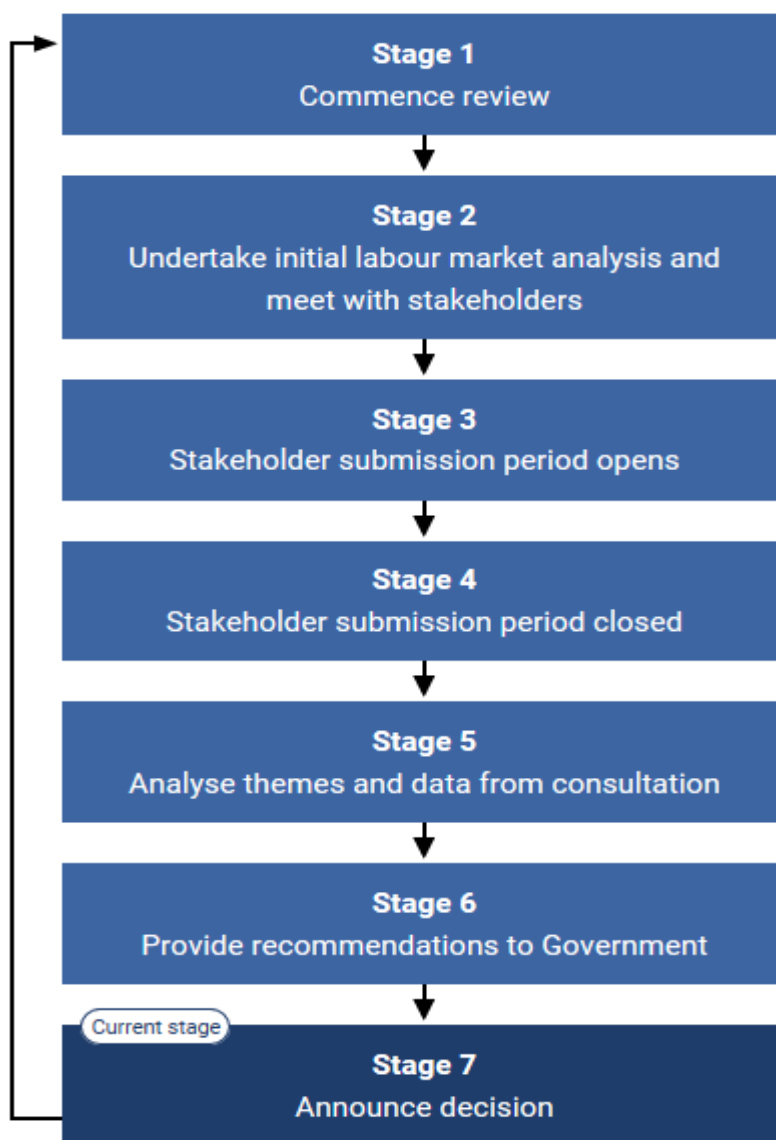 Stage 1
Commence review
Stage 2
Undertake initial labour market analysis and
meet with stakeholders
Stage 3
Stakeholder submission period opens
Stage 4
Stakeholder submission period closed
Stage 5
Analyse themes and data from consultation
Stage 6
Provide recommendations to Government
Current stage
Stage 7
Announce decision